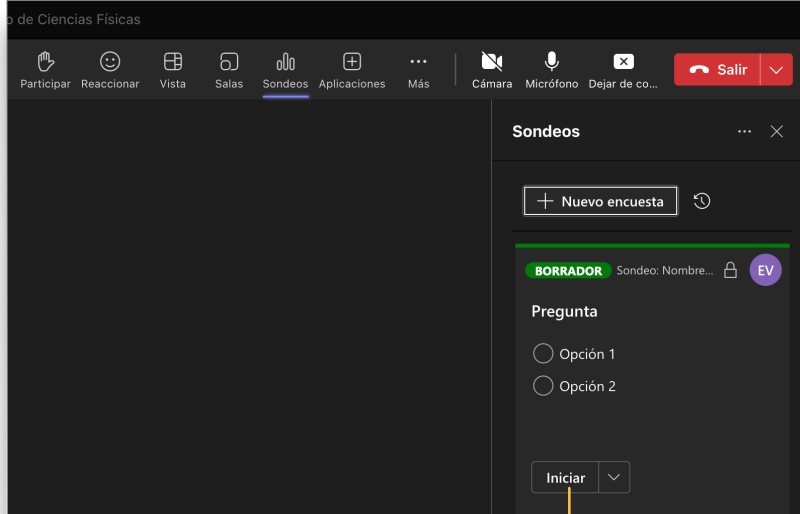 o de Ciencias Físicas
Participar Reaccionar Vista Salas Sondeos Aplicaciones Más Cámara Micrófono Dejar de co... Salir
Sondeos
Nuevo encuesta
BORRADOR Sondeo: Nombre... EV
Pregunta
Opción 1
Opción 2
Iniciar